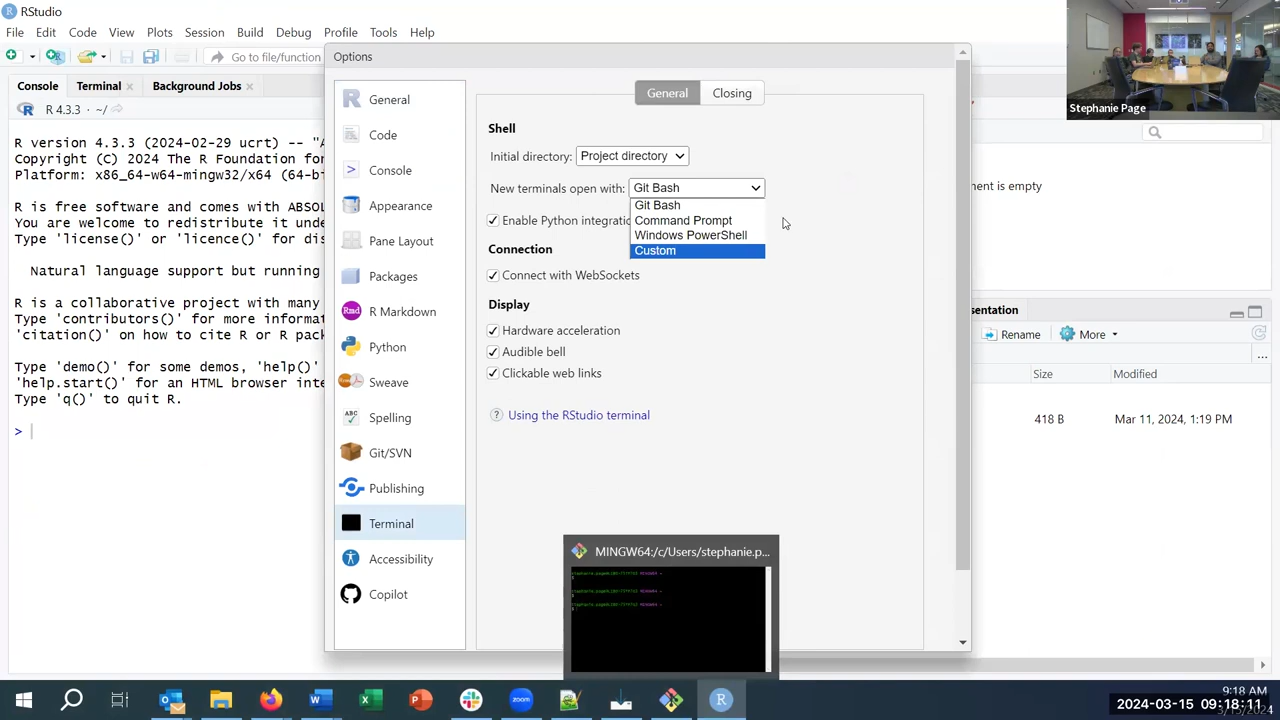 RStudio
File Edit Code View Plots Session Build Debug Profile Tools Help
Go to file/function
Options
Stephanie Page
Console Terminal Background Jobs
R 4.3.3 · ~/
R version 4.3.3 (2024-02-29 ucrt) -- "A
Copyright (C) 2024 The R Foundation for
Platform: x86_64-w64-mingw32/x64 (64-bi
R is free software and comes with ABSOL
You are welcome to redistribute it unde
Type 'license()' or 'licence()' for dis
Natural language support but running
R is a collaborative project with many
Type 'contributors()' for more informat
'citation()' on how to cite R or R pack
Type 'demo()' for some demos, 'help()'
'help.start()' for an HTML browser inte
Type 'q()' to quit R.
>
General
Code
Console
Appearance
Pane Layout
Packages
R Markdown
Python
Sweave
Spelling
Git/SVN
Publishing
Terminal
Accessibility
Copilot
General Closing
Shell
Initial directory: Project directory
New terminals open with: Git Bash
Git Bash
Command Prompt
Windows PowerShell
Custom
Enable Python integratio
Connection
Connect with WebSockets
Display
Hardware acceleration
Audible bell
Clickable web links
Using the RStudio terminal
ment is empty
sentation
Rename More
...
Size Modified
418 B Mar 11, 2024, 1:19 PM
MINGW64:/c/Users/stephanie.p...
9:18 AM
2024-03-15 09:18:11